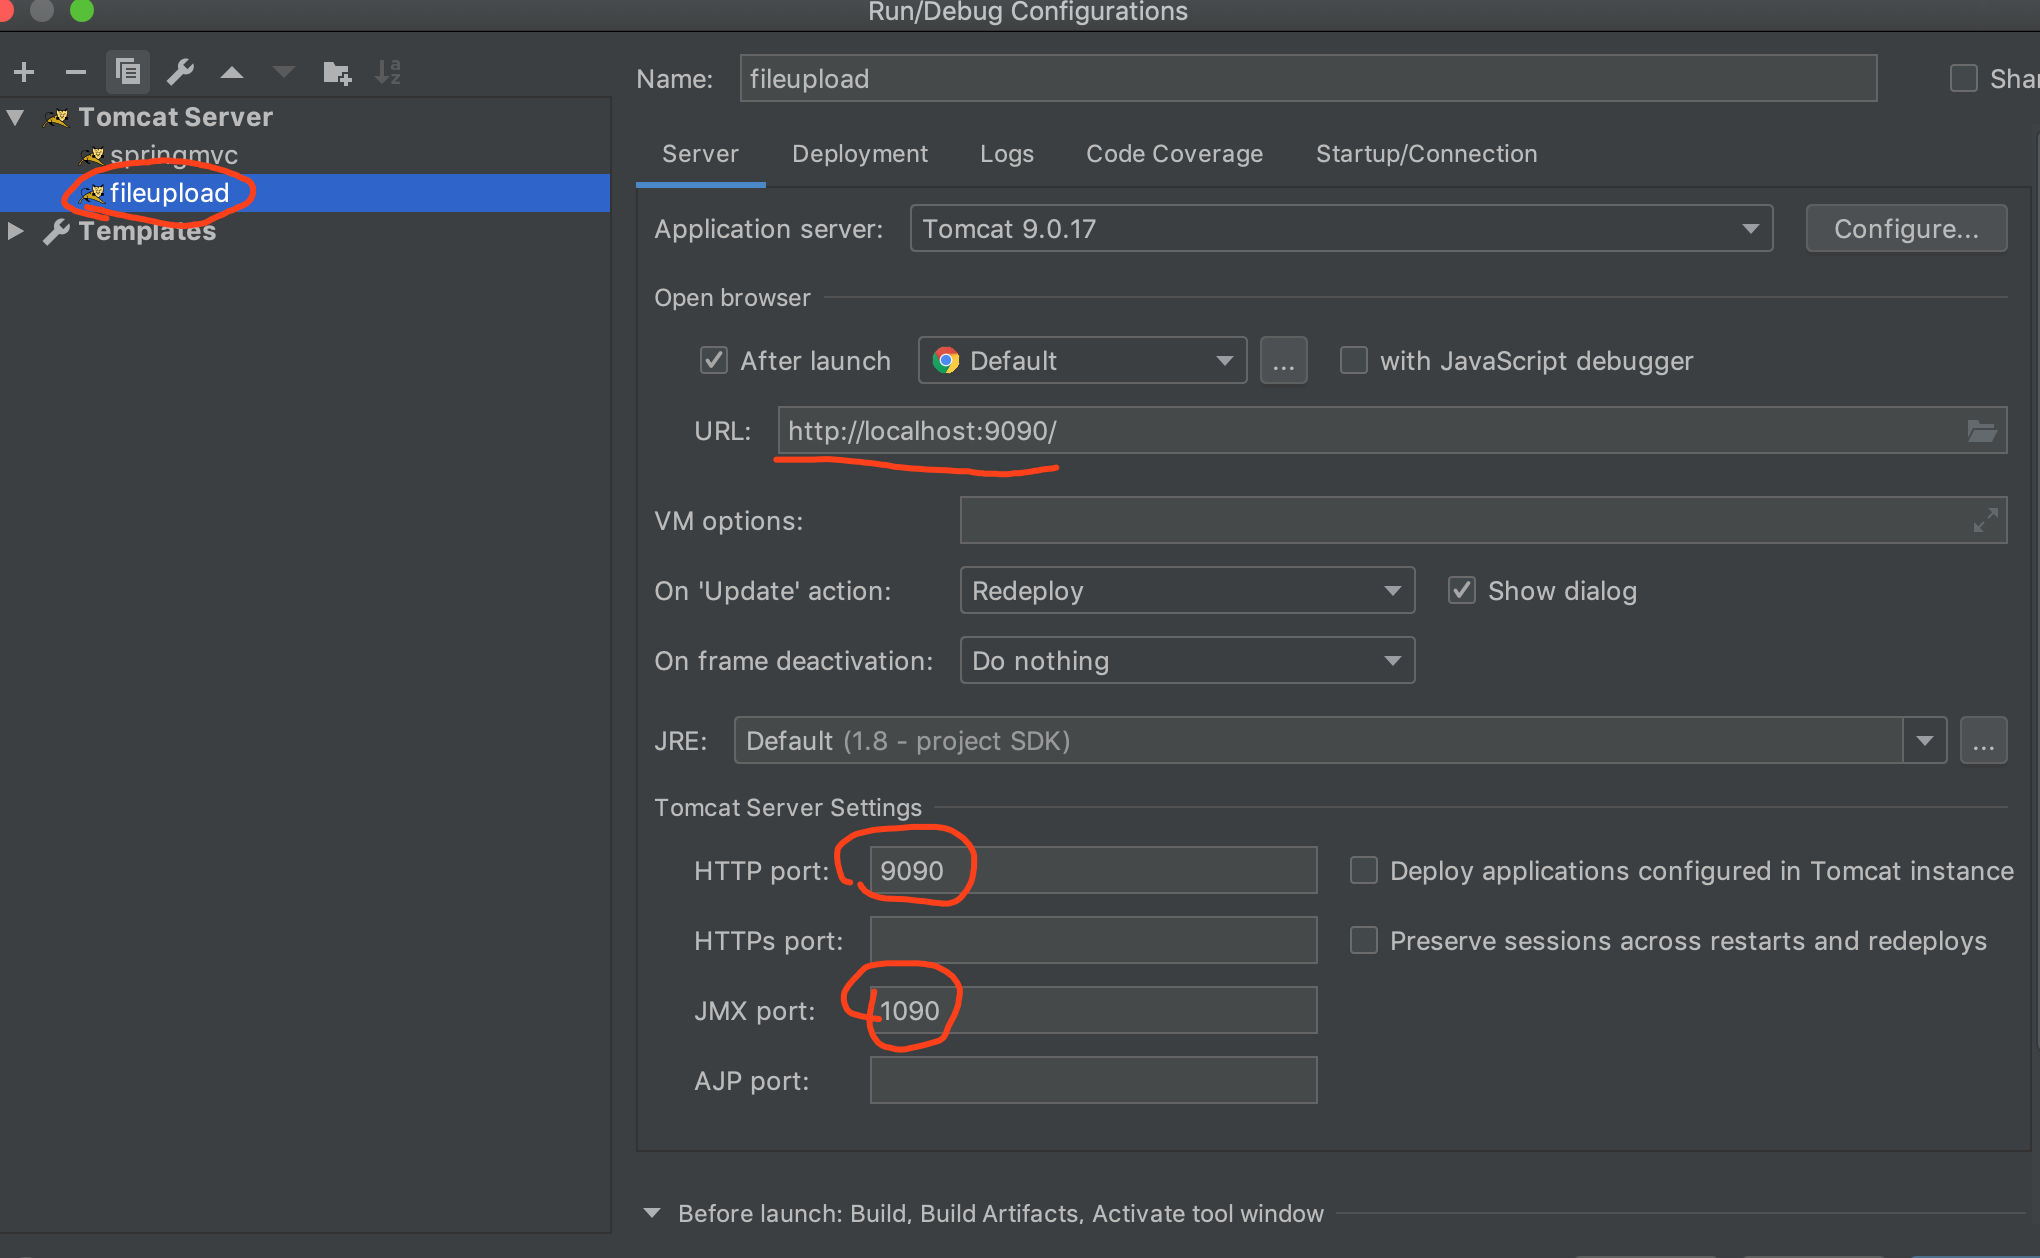 Run/Debug Configurations
Name: fileupload
Tomcat Server
springmvc
fileupload
Templates
Server Deployment Logs Code Coverage Startup/Connection
Application server: Tomcat 9.0.17 Configure...
Open browser
After launch Default ... with JavaScript debugger
URL: http://localhost:9090/
VM options:
On 'Update' action: Redeploy Show dialog
On frame deactivation: Do nothing
JRE: Default (1.8 - project SDK) ...
Tomcat Server Settings
HTTP port: 9090 Deploy applications configured in Tomcat instance
HTTPs port: Preserve sessions across restarts and redeploys
JMX port: 1090
AJP port:
Before launch: Build, Build Artifacts, Activate tool window